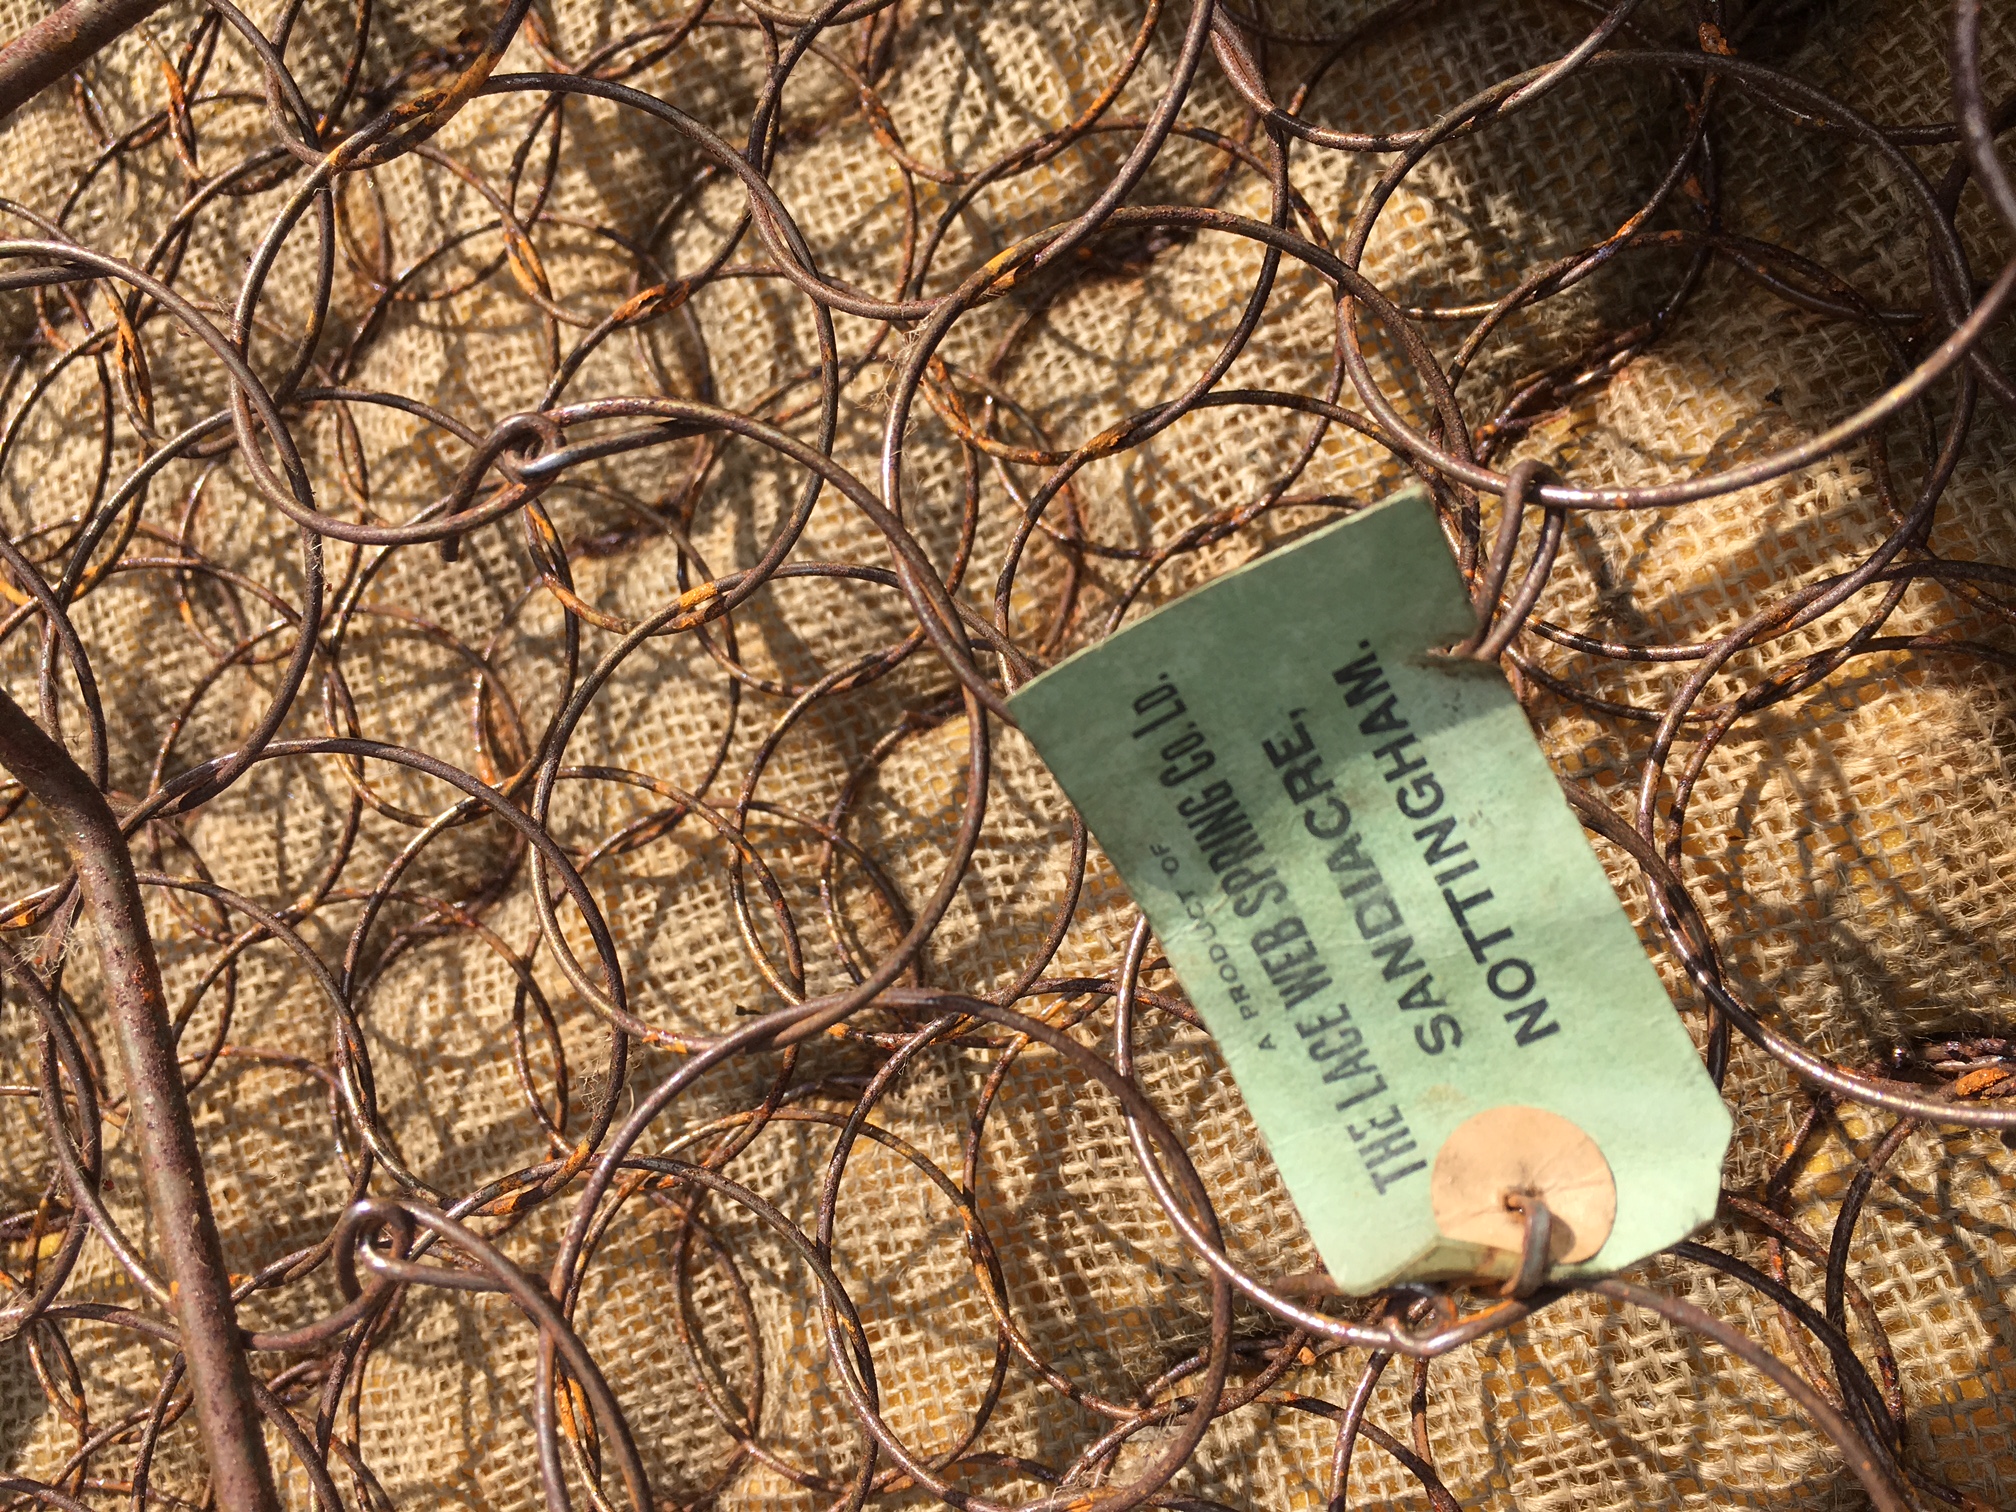 A PRODUCT OF
THE LACE WEB SPRING CO. LD.
SANDIACRE,
NOTTINGHAM.